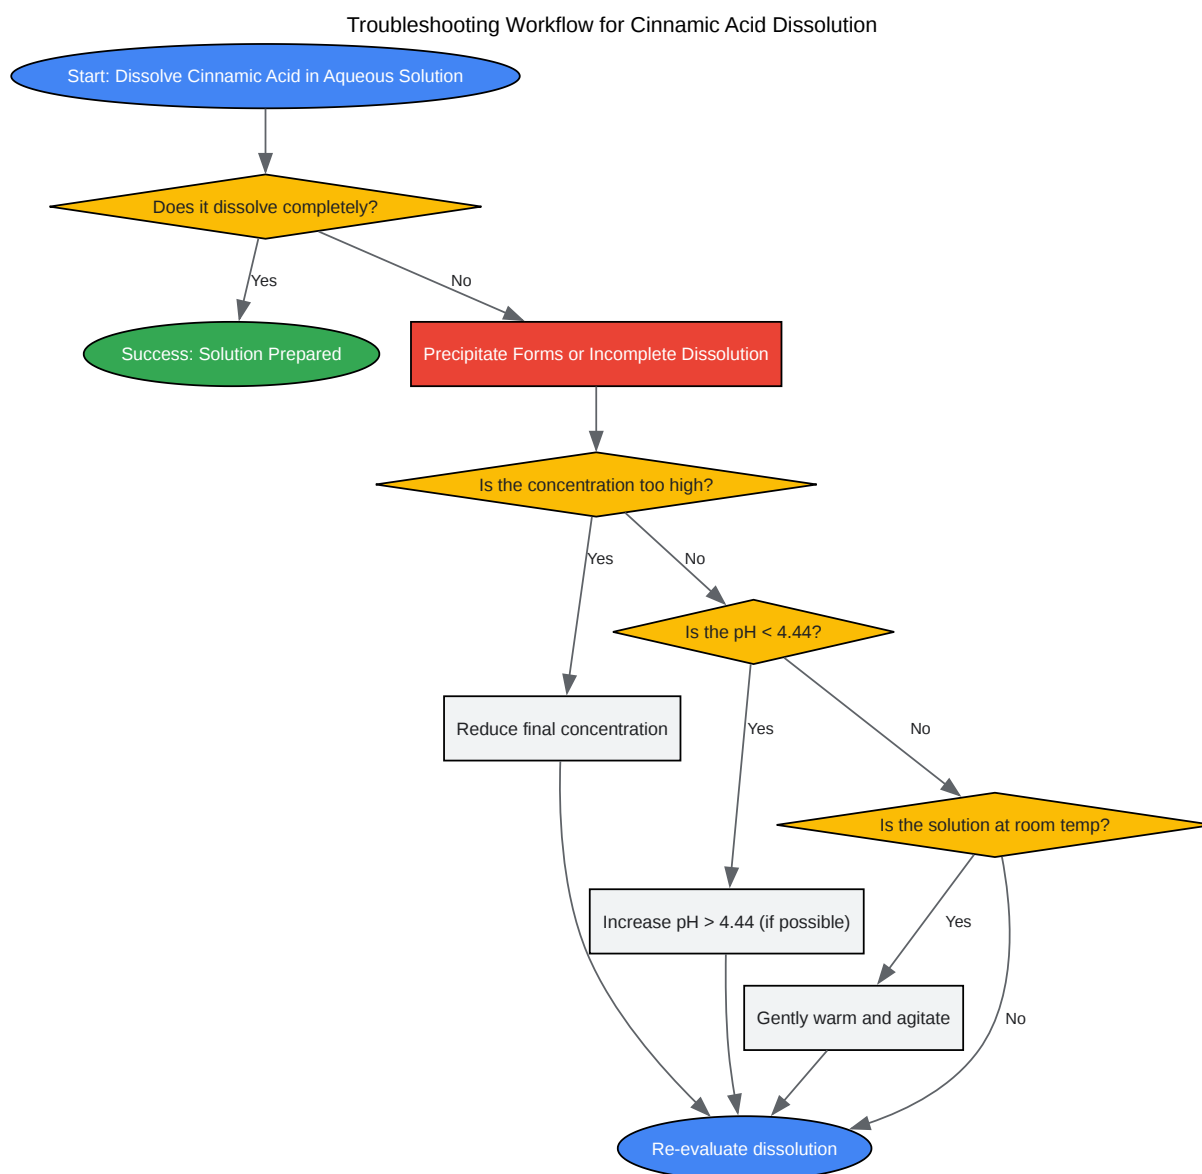 Troubleshooting Workflow for Cinnamic Acid Dissolution
Start: Dissolve Cinnamic Acid in Aqueous Solution
Does it dissolve completely?
Yes
No
Success: Solution Prepared
Precipitate Forms or Incomplete Dissolution
Is the concentration too high?
Yes
No
Is the pH < 4.44?
Reduce final concentration
Yes
No
Is the solution at room temp?
Increase pH > 4.44 (if possible)
Yes
Gently warm and agitate
No
Re-evaluate dissolution